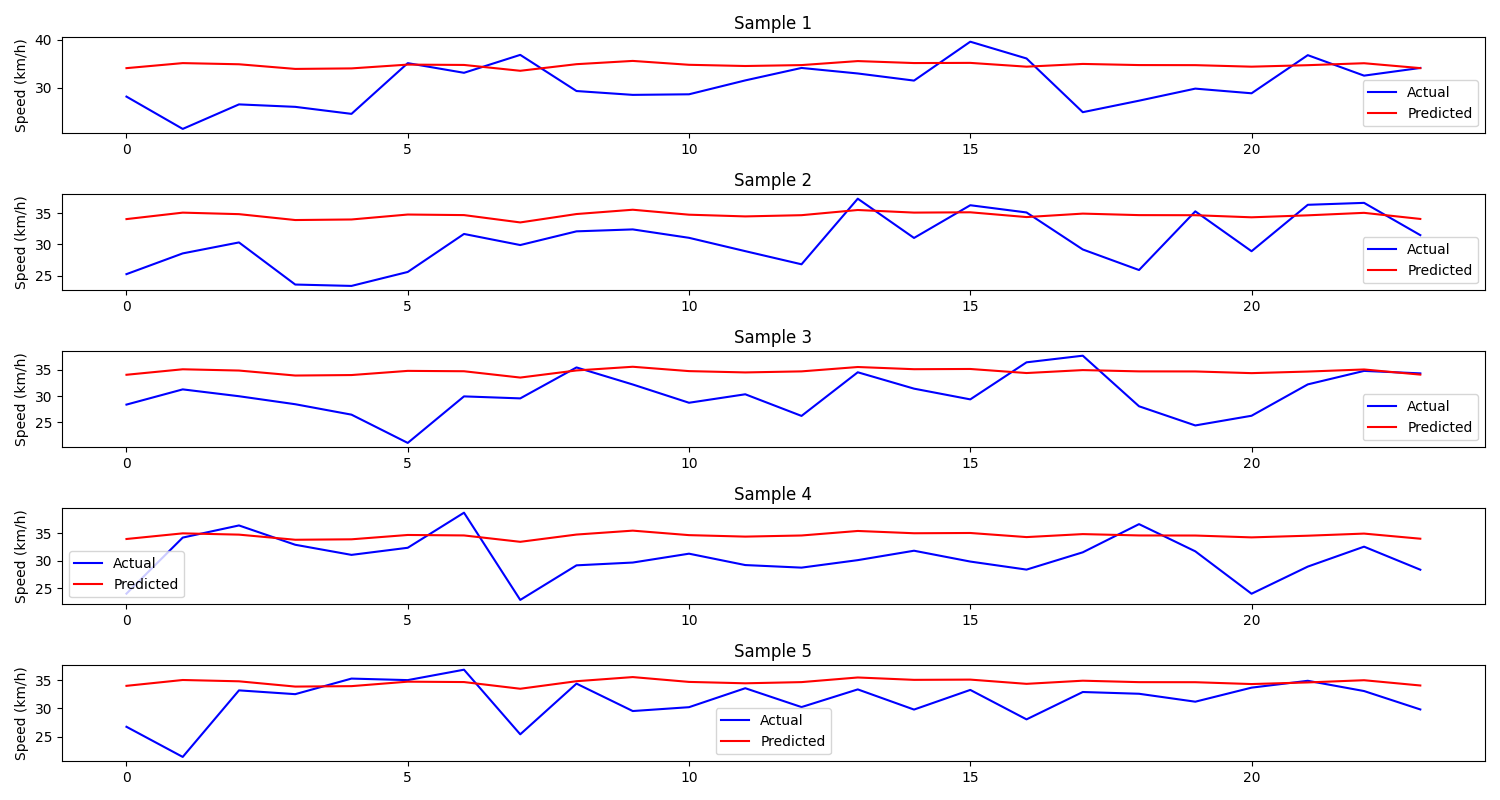 Sample 1
Speed (km/h)
40
30
Actual
Predicted
0 5 10 15 20
Sample 2
Speed (km/h)
35
30
25
Actual
Predicted
0 5 10 15 20
Sample 3
Speed (km/h)
35
30
25
Actual
Predicted
0 5 10 15 20
Sample 4
Speed (km/h)
35
30
25
Actual
Predicted
0 5 10 15 20
Sample 5
Speed (km/h)
35
30
25
Actual
Predicted
0 5 10 15 20